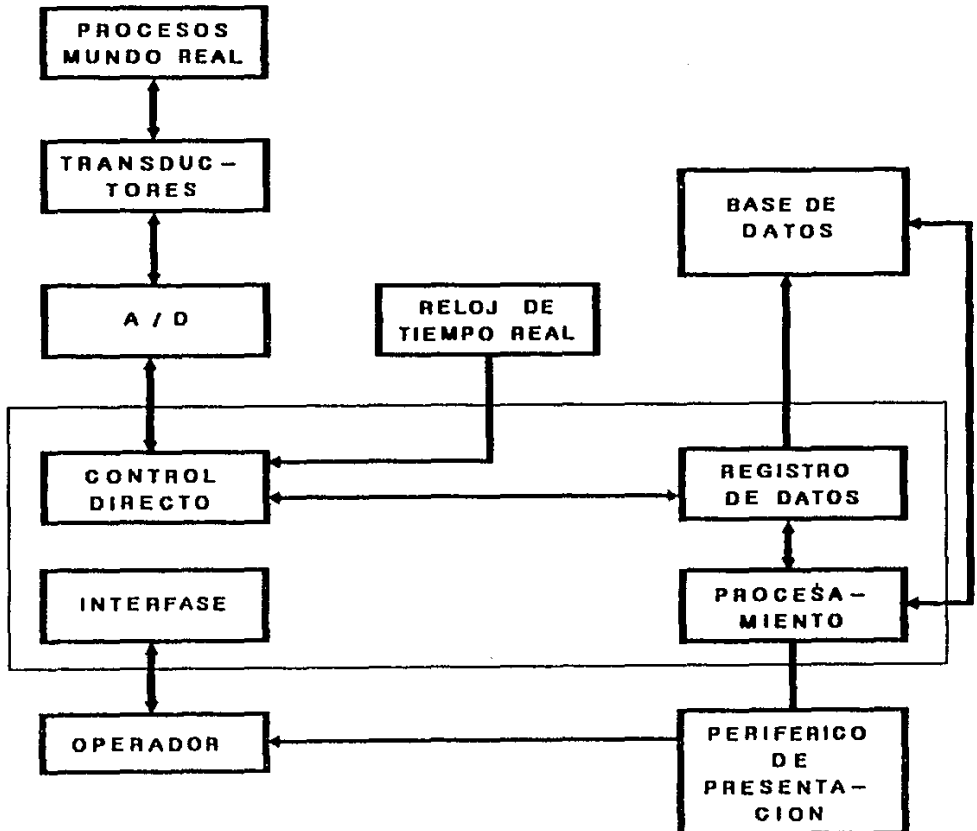 PROCESOS
MUNDO REAL
TRANSDUC-
TORES
BASE DE
DATOS
A / D
RELOJ DE
TIEMPO REAL
CONTROL
DIRECTO
REGISTRO
DE DATOS
INTERFASE
PROCESA-
MIENTO
OPERADOR
PERIFERICO
DE
PRESENTA-
CION